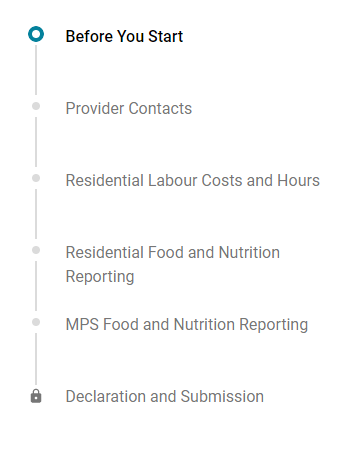 Before You Start
Provider Contacts
Residential Labour Costs and Hours
Residential Food and Nutrition
Reporting
MPS Food and Nutrition Reporting
Declaration and Submission